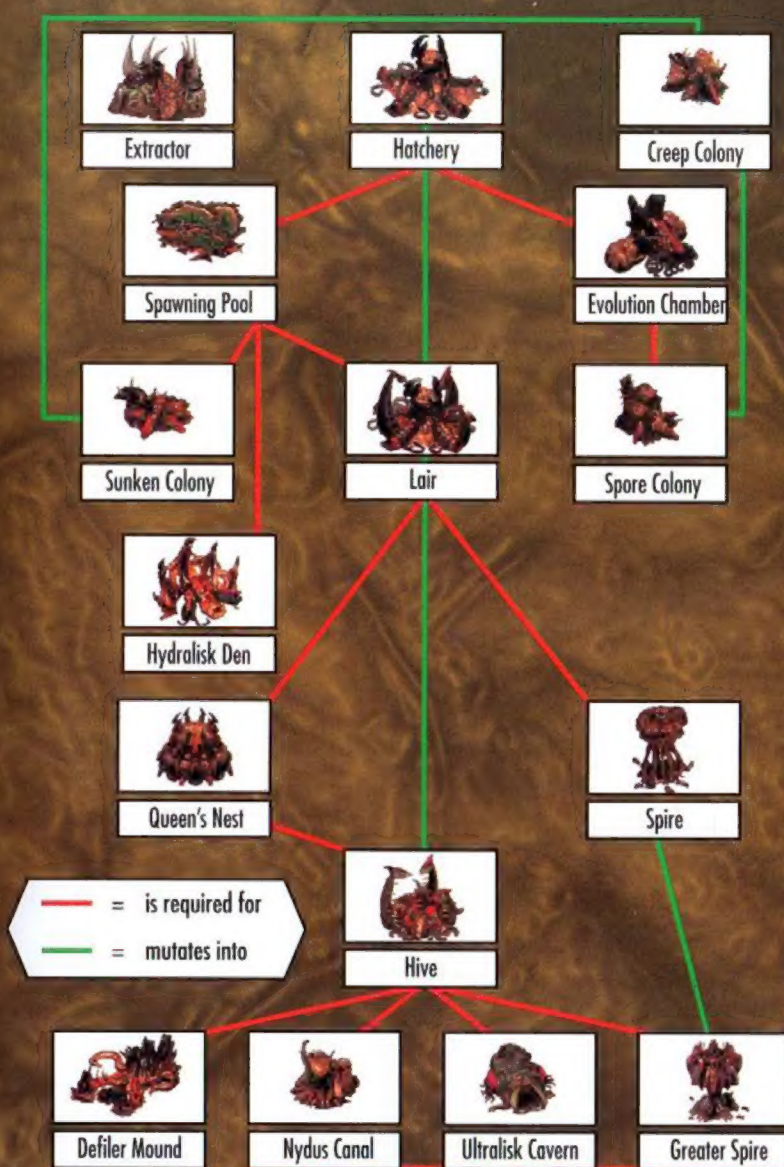 Extractor
Hatchery
Creep Colony
Spawning Pool
Evolution Chamber
Sunken Colony
Lair
Spore Colony
Hydralisk Den
Queen's Nest
Spire
= is required for
= mutates into
Hive
Defiler Mound
Nydus Canal
Ultralisk Cavern
Greater Spire